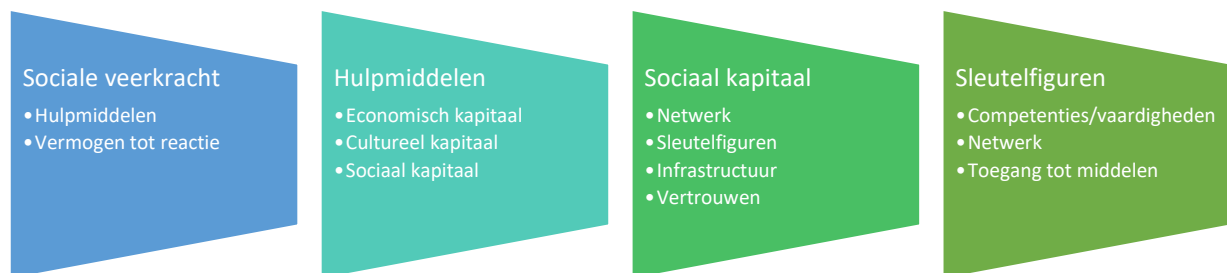 Sociale veerkracht
•Hulpmiddelen
•Vermogen tot reactie
Hulpmiddelen
•Economisch kapitaal
•Cultureel kapitaal
•Sociaal kapitaal
Sociaal kapitaal
•Netwerk
•Sleutelfiguren
•Infrastructuur
•Vertrouwen
Sleutelfiguren
•Competenties/vaardigheden
•Netwerk
•Toegang tot middelen